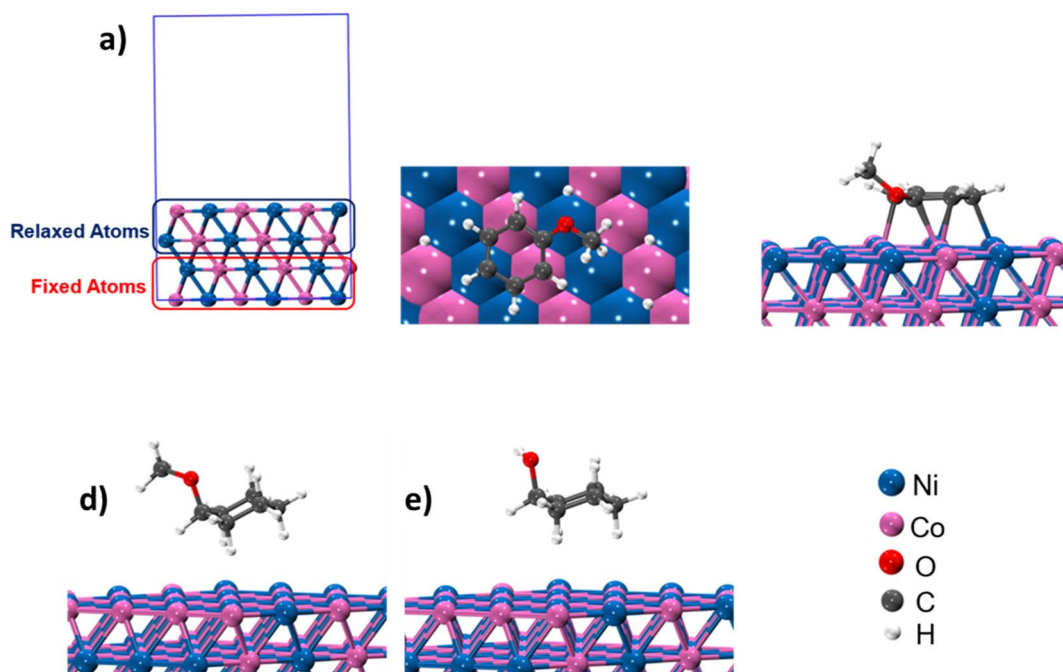 a)
Relaxed Atoms
Fixed Atoms
d)
e)
Ni
Co
O
C
H